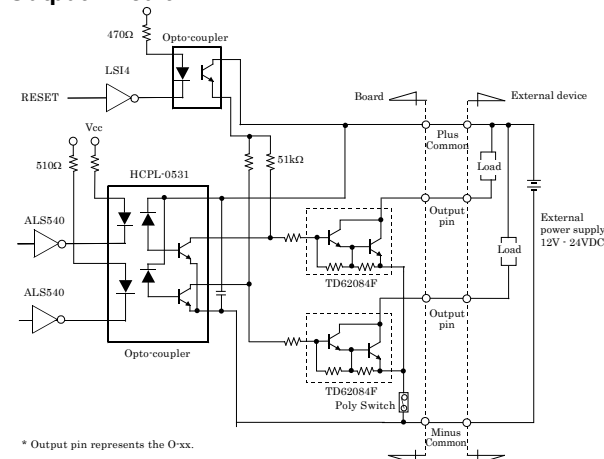 470Ω
Opto-coupler
LSI4
RESET
Board
External device
Vcc
Plus
Common
510Ω
HCPL-0531
51kΩ
Load
ALS540
Output
pin
External
power supply
12V - 24VDC
Load
TD62084F
ALS540
Output
pin
Opto-coupler
TD62084F
Poly Switch
Minus
Common
* Output pin represents the O-xx.